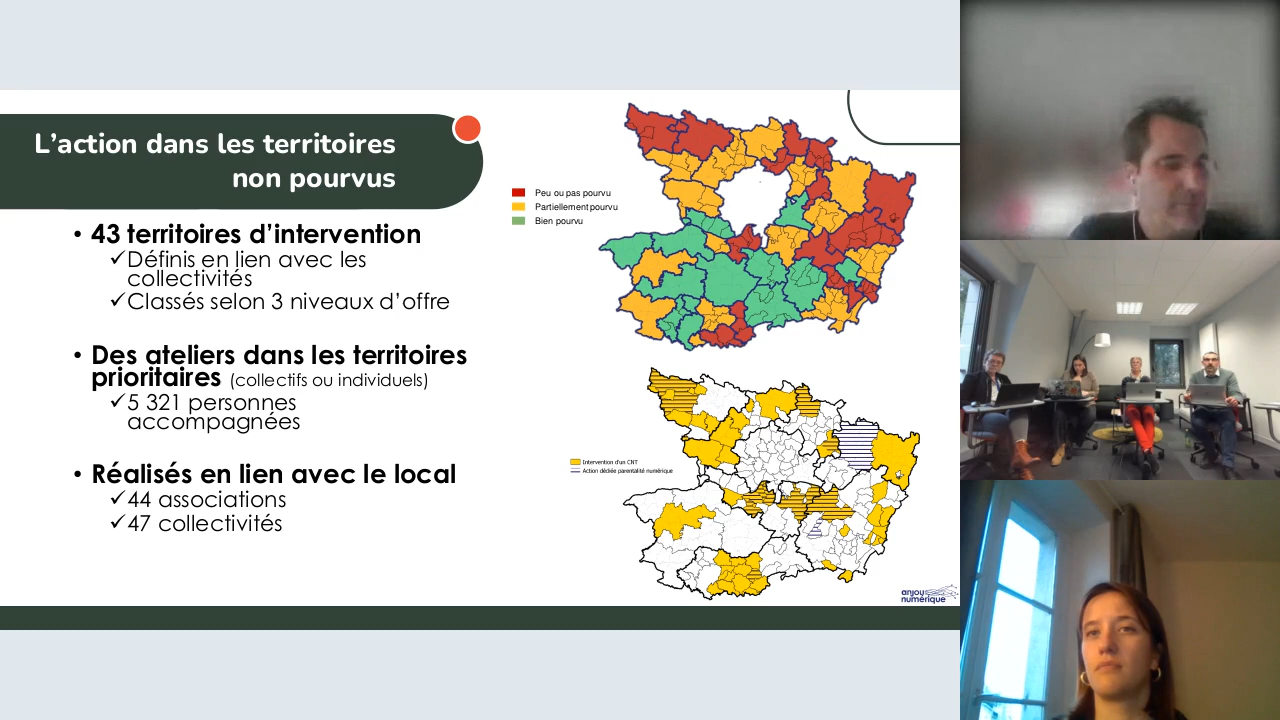 L'action dans les territoires
non pourvus
• 43 territoires d'intervention
✓Définis en lien avec les
collectivités
✓Classés selon 3 niveaux d'offre
• Des ateliers dans les territoires
prioritaires (collectifs ou individuels)
✓5 321 personnes
accompagnées
• Réalisés en lien avec le local
✓44 associations
✓47 collectivités
Peu ou pas pourvu
Partiellement pourvu
Bien pourvu
Intervention d'un CNT
Action dédiée parentalité numérique
anjou
numérique